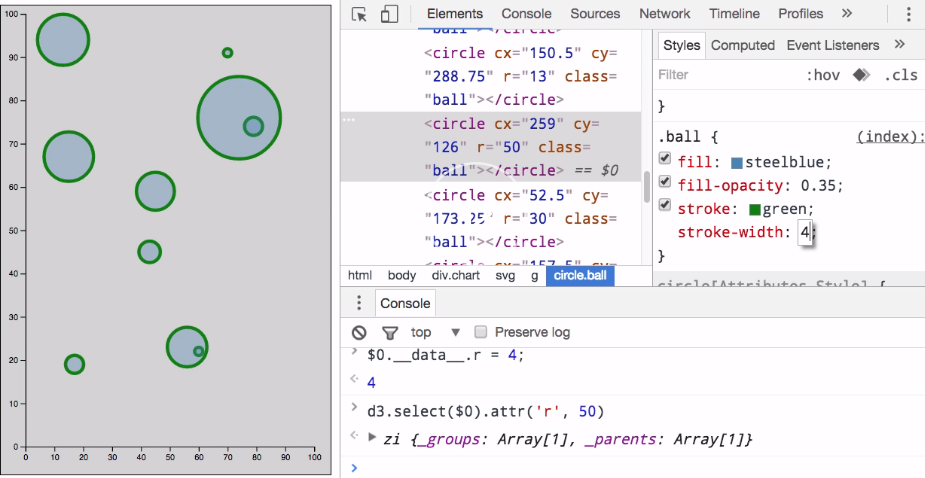 100
90
80
70
60
50
40
30
20
10
0
0 10 20 30 40 50 60 70 80 90 100
Elements Console Sources Network Timeline Profiles »
ball"></circle>
<circle cx="150.5" cy=
"288.75" r="13" class=
"ball"></circle>
<circle cx="259" cy=
"126" r="50" class=
ball"></circle> == $0
<circle cx="52.5" cy=
"173.25" r="30" class=
"ball"></circle>
<circle cx="157.5" cy=
html body div.chart svg g circle.ball
Styles Computed Event Listeners »
Filter :hov .cls
}
.ball { (index):
fill: steelblue;
fill-opacity: 0.35;
stroke: green;
stroke-width: 4;
}
circle[Attributes Style] {
Console
top Preserve log
> $0.__data__.r = 4;
4
> d3.select($0).attr('r', 50)
zi {_groups: Array[1], _parents: Array[1]}
>